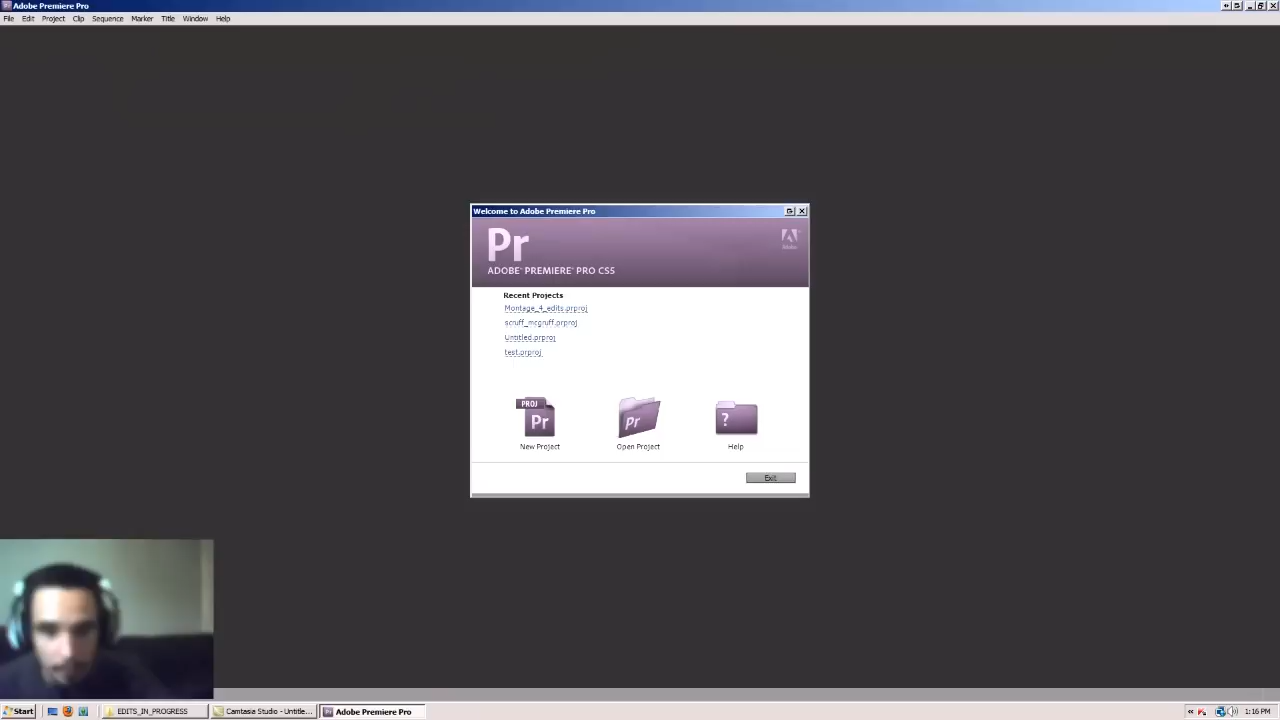 Adobe Premiere Pro
File Edit Project Clip Sequence Marker Title Window Help
Welcome to Adobe Premiere Pro
Pr
Adobe
ADOBE® PREMIERE® PRO CS5
Recent Projects
Montage_4_edits.prproj
scruff_mcgruff.prproj
Untitled.prproj
test.prproj
PROJ
Pr
Pr
?
New Project Open Project Help
Exit
Start EDITS_IN_PROGRESS Camtasia Studio - Untitle... Adobe Premiere Pro 1:16 PM